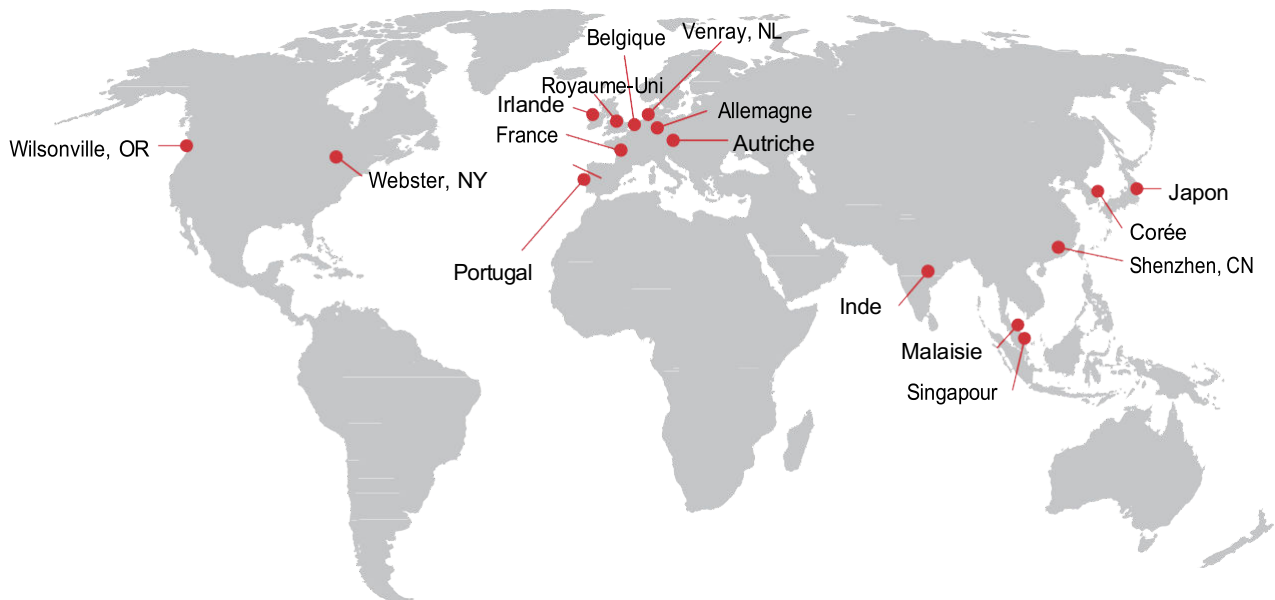 Venray, NL
Belgique
Royaume-Uni
Irlande
Allemagne
France
Autriche
Wilsonville, OR
Webster, NY
Japon
Corée
Shenzhen, CN
Portugal
Inde
Malaisie
Singapour